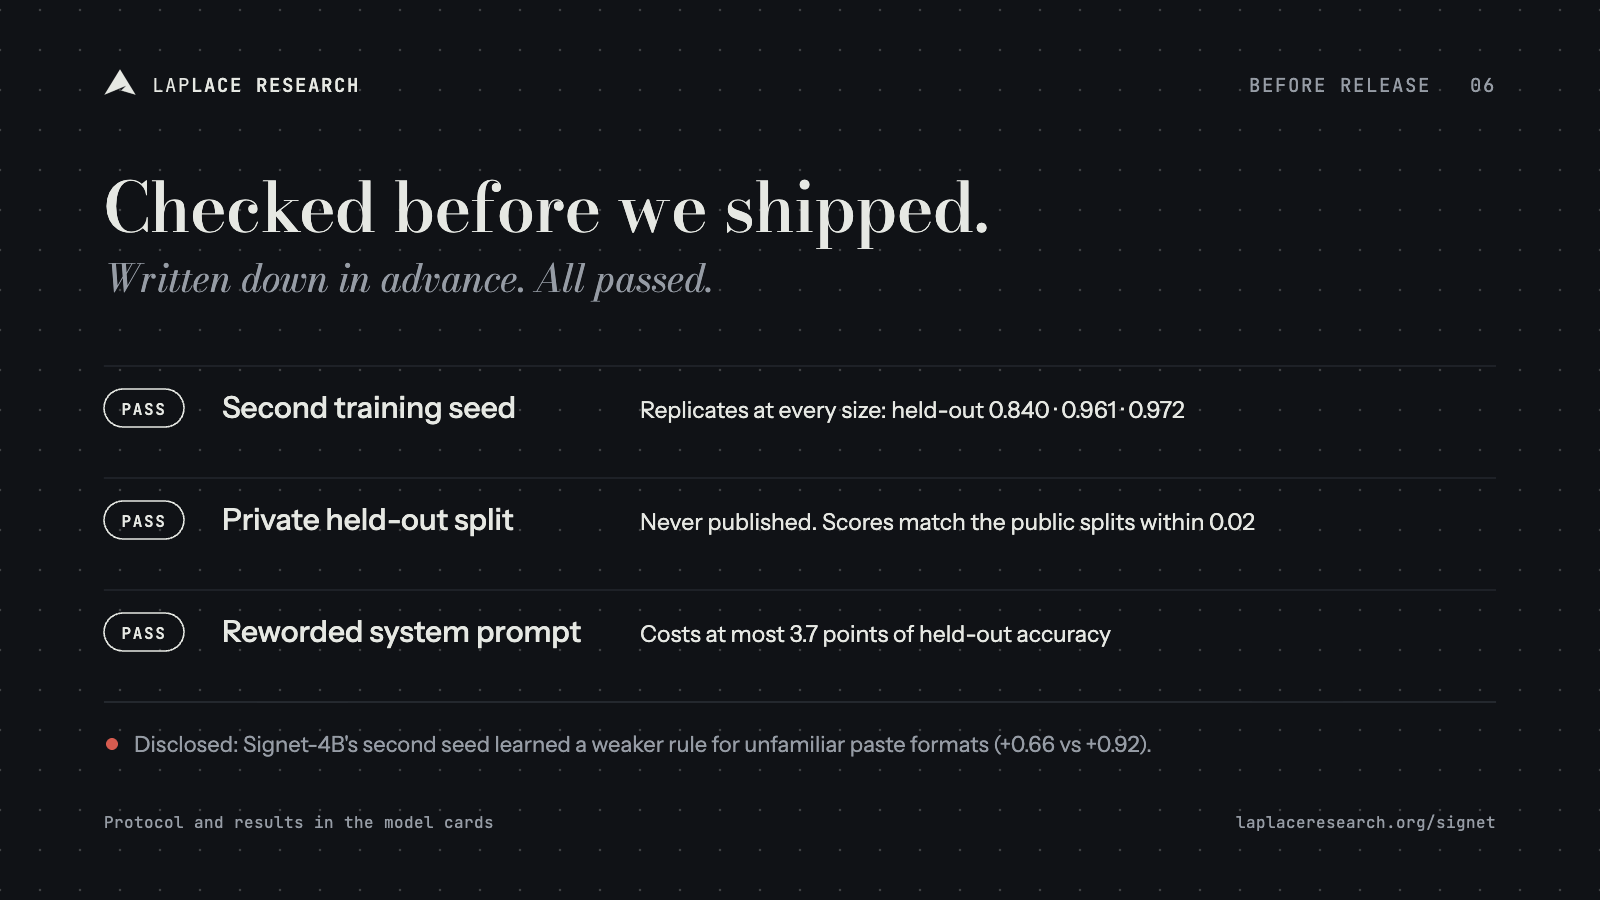 LAPLACE RESEARCH
BEFORE RELEASE 06
Checked before we shipped.
Written down in advance. All passed.
PASS Second training seed Replicates at every size: held-out 0.840 · 0.961 · 0.972
PASS Private held-out split Never published. Scores match the public splits within 0.02
PASS Reworded system prompt Costs at most 3.7 points of held-out accuracy
Disclosed: Signet-4B's second seed learned a weaker rule for unfamiliar paste formats (+0.66 vs +0.92).
Protocol and results in the model cards
laplaceresearch.org/signet